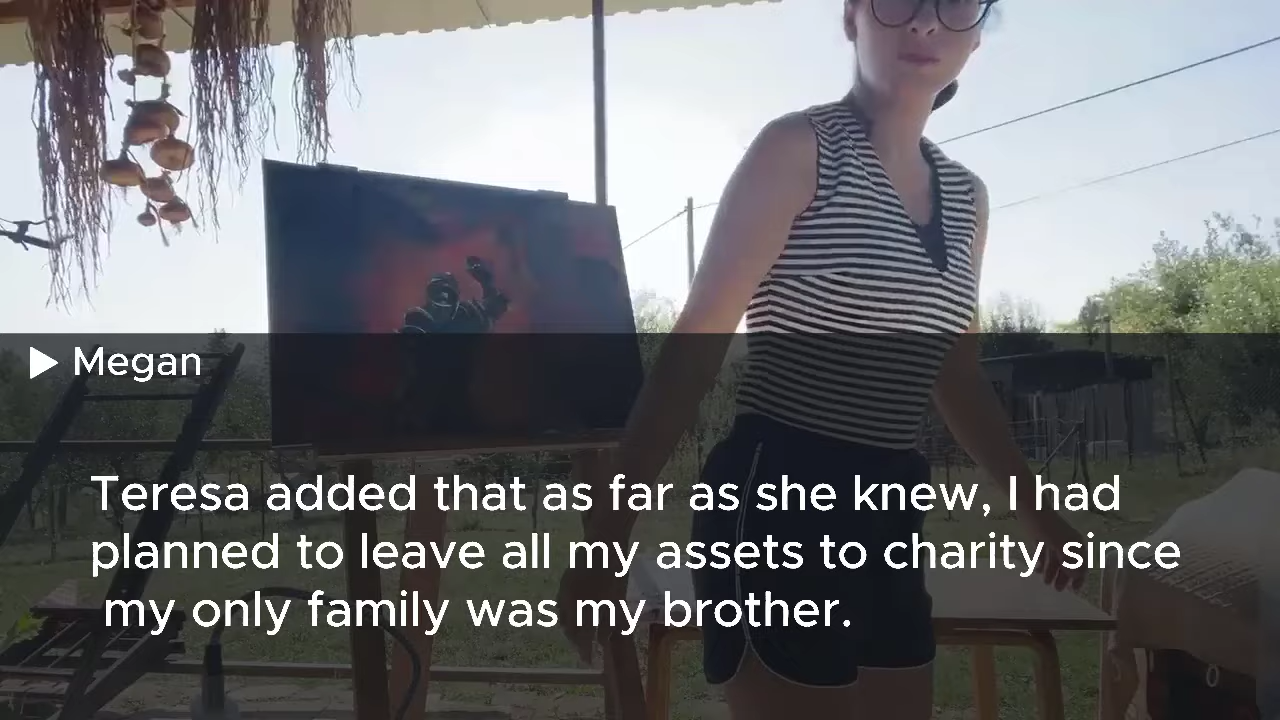 Megan
Teresa added that as far as she knew, I had
planned to leave all my assets to charity since
my only family was my brother.